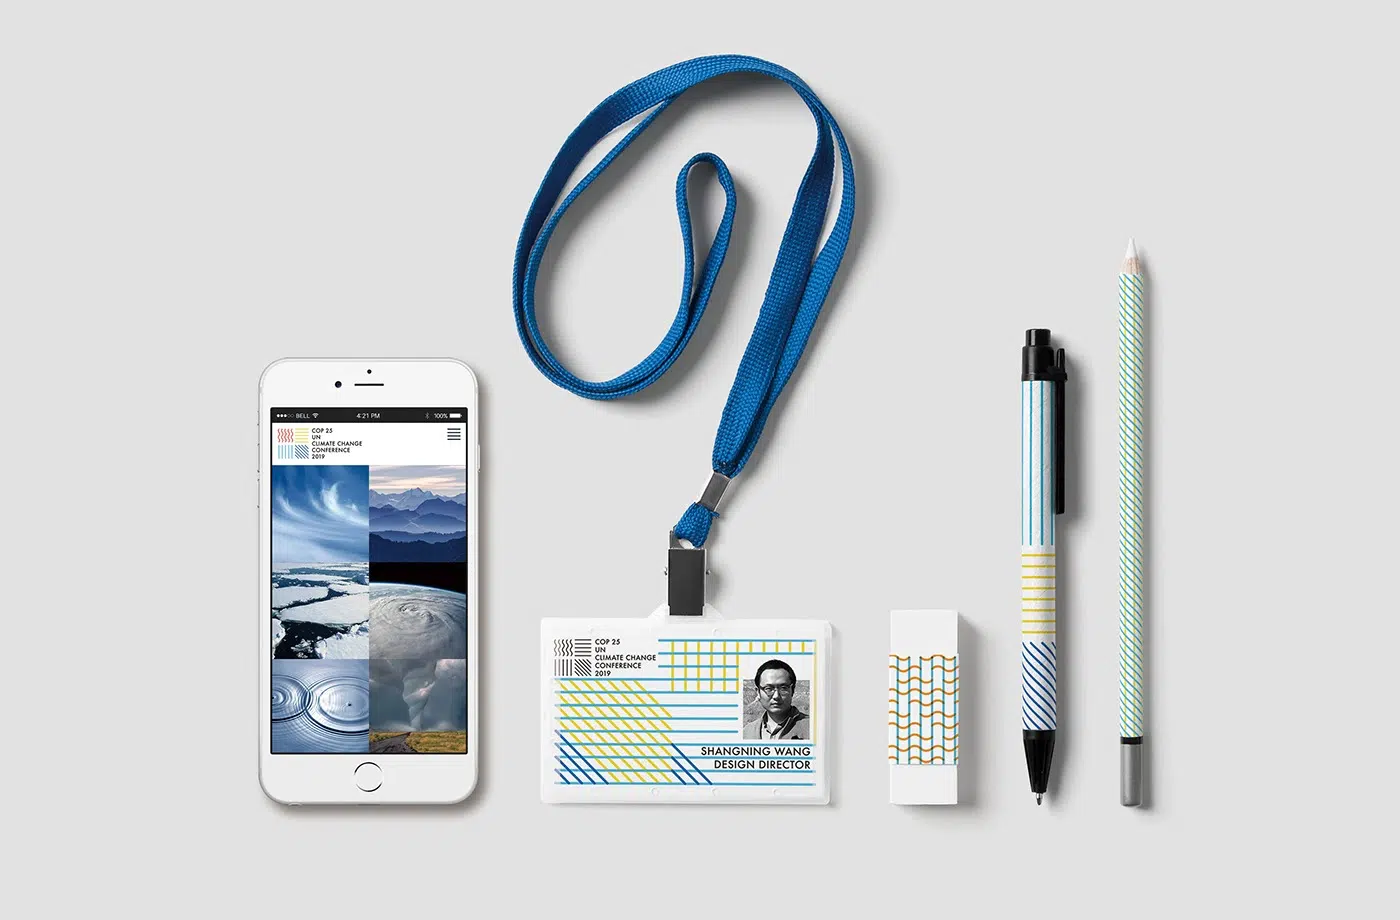 BELL 4:21 PM 100%
COP 25
UN
CLIMATE CHANGE
CONFERENCE
2019
COP 25
UN
CLIMATE CHANGE
CONFERENCE
2019
SHANGNING WANG
DESIGN DIRECTOR